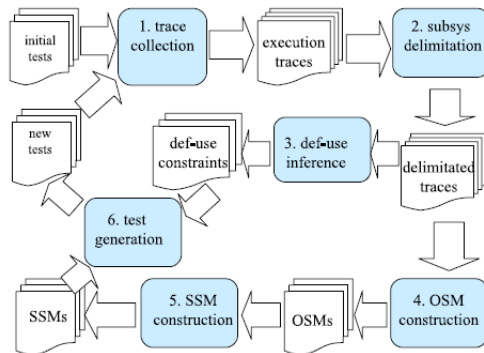 initial
tests
1. trace
collection
execution
traces
2. subsys
delimitation
new
tests
def-use
constraints
3. def-use
inference
delimitated
traces
6. test
generation
SSMs
5. SSM
construction
OSMs
4. OSM
construction